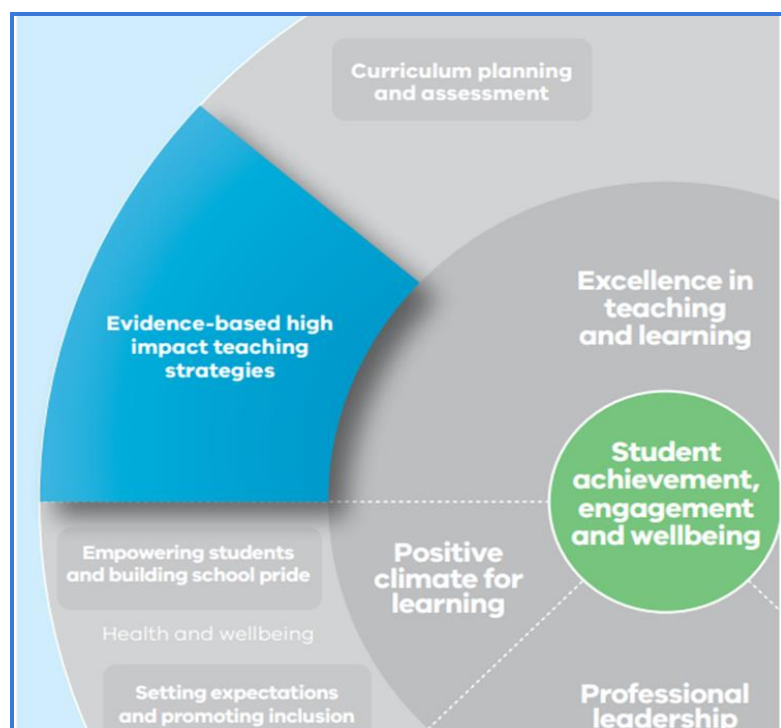 Curriculum planning
and assessment
Excellence in
teaching
and learning
Evidence-based high
impact teaching
strategies
Student
achievement,
engagement
and wellbeing
Empowering students
and building school pride
Positive
climate for
learning
Health and wellbeing
Setting expectations
and promoting inclusion
Professional
leadership